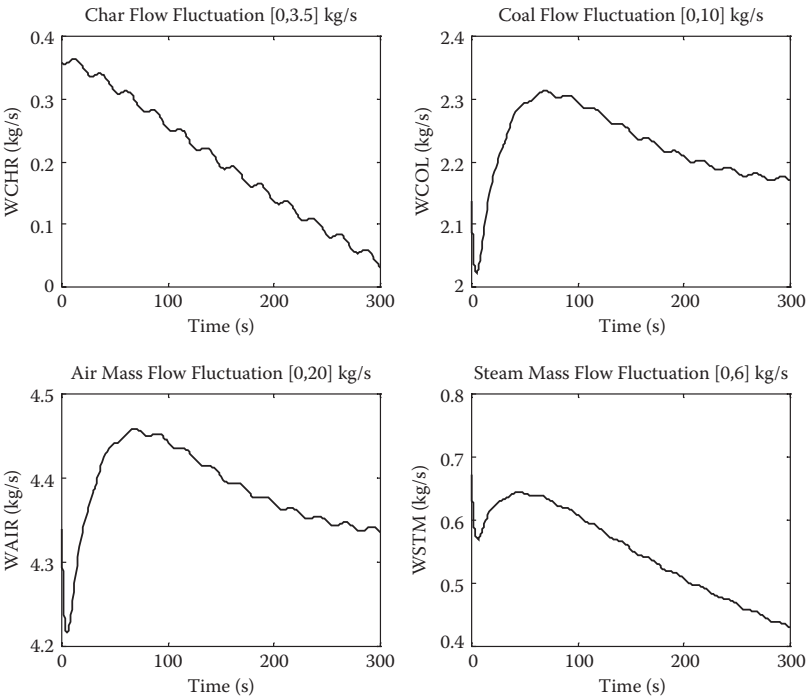 Char Flow Fluctuation [0,3.5] kg/s
0.4
0.3
0.2
0.1
0
WCHR (kg/s)
0
100
200
300
Time (s)
Coal Flow Fluctuation [0,10] kg/s
2.4
2.3
2.2
2.1
2
WCOL (kg/s)
0
100
200
300
Time (s)
Air Mass Flow Fluctuation [0,20] kg/s
4.5
4.4
4.3
4.2
WAIR (kg/s)
0
100
200
300
Time (s)
Steam Mass Flow Fluctuation [0,6] kg/s
0.8
0.7
0.6
0.5
0.4
WSTM (kg/s)
0
100
200
300
Time (s)